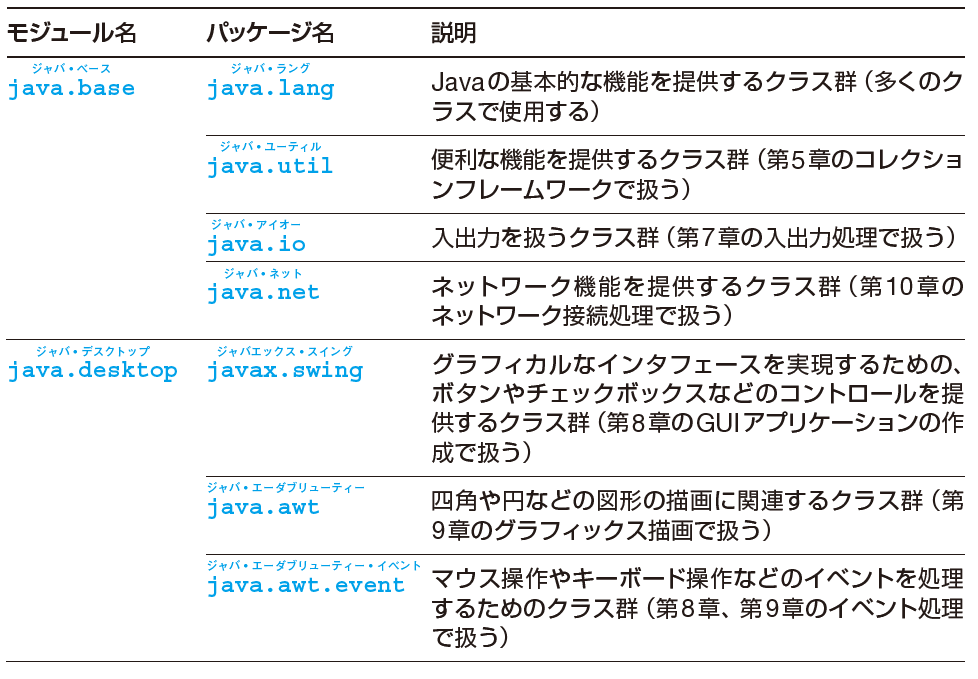 モジュール名 パッケージ名 説明
ジャバ・ベース ジャバ・ラング
java.base java.lang Javaの基本的な機能を提供するクラス群（多くのク
ラスで使用する）
ジャバ・ユーティル
java.util 便利な機能を提供するクラス群（第5章のコレクショ
ンフレームワークで扱う）
ジャバ・アイオー
java.io 入出力を扱うクラス群（第7章の入出力処理で扱う）
ジャバ・ネット
java.net ネットワーク機能を提供するクラス群（第10章の
ネットワーク接続処理で扱う）
ジャバ・デスクトップ ジャバエックス・スイング
java.desktop javax.swing グラフィカルなインタフェースを実現するための、
ボタンやチェックボックスなどのコントロールを提
供するクラス群（第8章のGUIアプリケーションの作
成で扱う）
ジャバ・エーダブリューティー
java.awt 四角や円などの図形の描画に関連するクラス群（第
9章のグラフィックス描画で扱う）
ジャバ・エーダブリューティー・イベント
java.awt.event マウス操作やキーボード操作などのイベントを処理
するためのクラス群（第8章、第9章のイベント処理
で扱う）